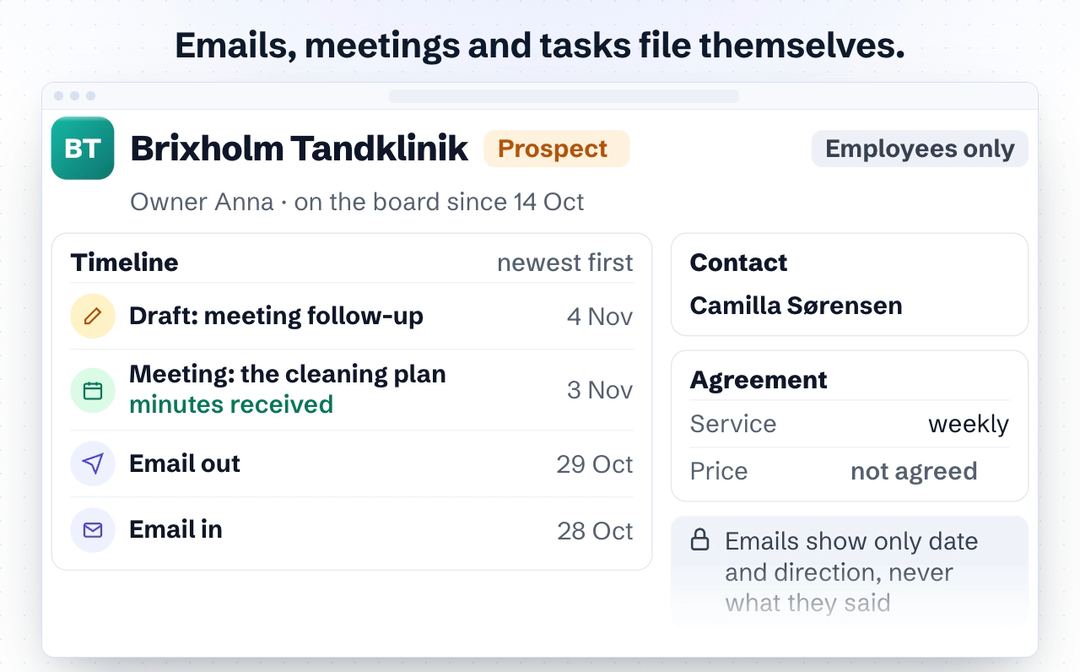 Emails, meetings and tasks file themselves.
BT
Brixholm Tandklinik
Prospect
Employees only
Owner Anna · on the board since 14 Oct
Timeline
newest first
Draft: meeting follow-up
4 Nov
Meeting: the cleaning plan
minutes received
3 Nov
Email out
29 Oct
Email in
28 Oct
Contact
Camilla Sørensen
Agreement
Service
weekly
Price
not agreed
Emails show only date
and direction, never
what they said